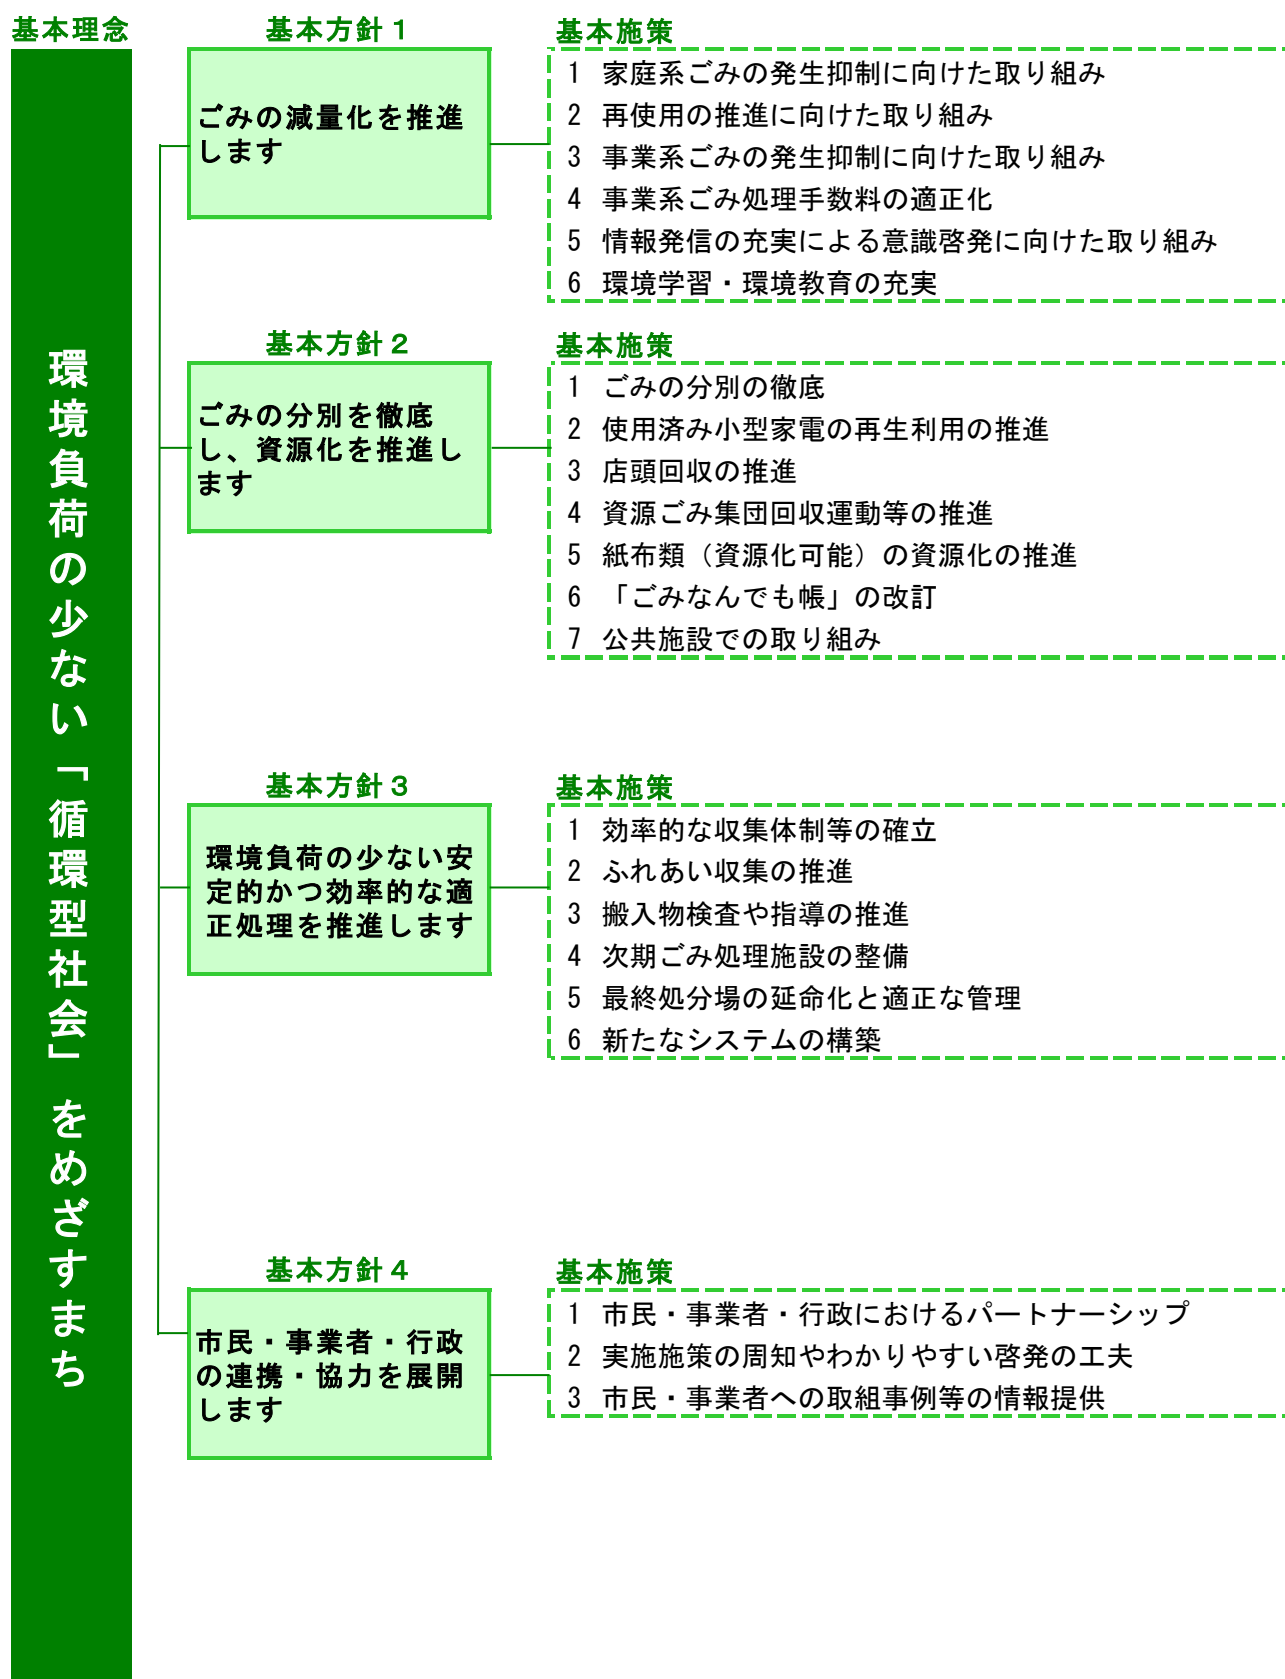 基本理念
環境負荷の少ない「循環型社会」をめざすまち
基本方針1
ごみの減量化を推進
します
基本施策
1 家庭系ごみの発生抑制に向けた取り組み
2 再使用の推進に向けた取り組み
3 事業系ごみの発生抑制に向けた取り組み
4 事業系ごみ処理手数料の適正化
5 情報発信の充実による意識啓発に向けた取り組み
6 環境学習・環境教育の充実
基本方針2
ごみの分別を徹底
し、資源化を推進し
ます
基本施策
1 ごみの分別の徹底
2 使用済み小型家電の再生利用の推進
3 店頭回収の推進
4 資源ごみ集団回収運動等の推進
5 紙布類（資源化可能）の資源化の推進
6 「ごみなんでも帳」の改訂
7 公共施設での取り組み
基本方針3
環境負荷の少ない安
定的かつ効率的な適
正処理を推進します
基本施策
1 効率的な収集体制等の確立
2 ふれあい収集の推進
3 搬入物検査や指導の推進
4 次期ごみ処理施設の整備
5 最終処分場の延命化と適正な管理
6 新たなシステムの構築
基本方針4
市民・事業者・行政
の連携・協力を展開
します
基本施策
1 市民・事業者・行政におけるパートナーシップ
2 実施施策の周知やわかりやすい啓発の工夫
3 市民・事業者への取組事例等の情報提供